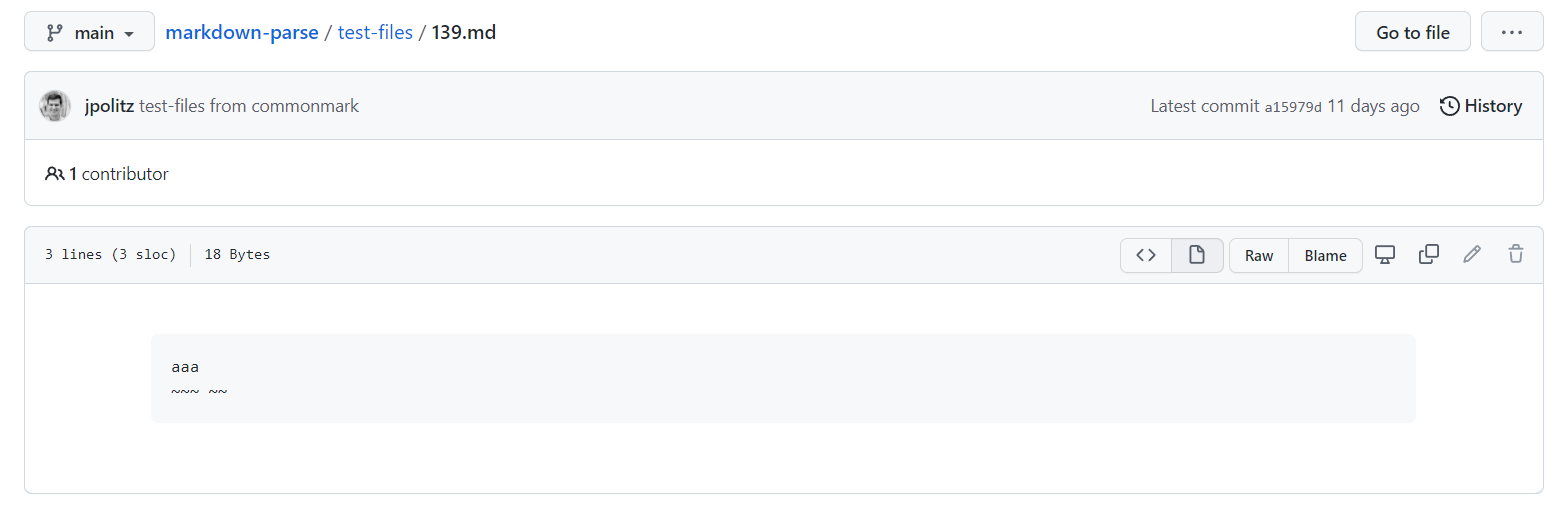 main markdown-parse / test-files / 139.md Go to file ...
jpolitz test-files from commonmark Latest commit a15979d 11 days ago History
1 contributor
3 lines (3 sloc) 18 Bytes <> Raw Blame
aaa
~~~ ~~